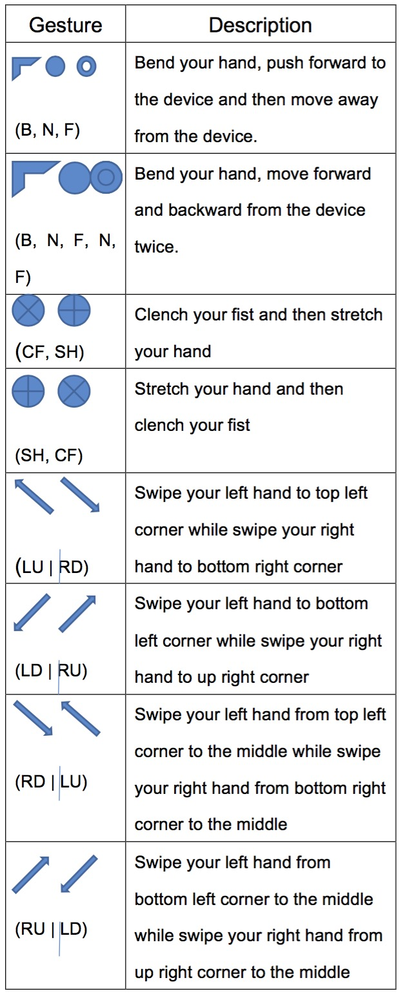 Gesture
Description
(B, N, F)
Bend your hand, push forward to
the device and then move away
from the device.
(B, N, F, N,
F)
Bend your hand, move forward
and backward from the device
twice.
(CF, SH)
Clench your fist and then stretch
your hand
(SH, CF)
Stretch your hand and then
clench your fist
(LU | RD)
Swipe your left hand to top left
corner while swipe your right
hand to bottom right corner
(LD | RU)
Swipe your left hand to bottom
left corner while swipe your right
hand to up right corner
(RD | LU)
Swipe your left hand from top left
corner to the middle while swipe
your right hand from bottom right
corner to the middle
(RU | LD)
Swipe your left hand from
bottom left corner to the middle
while swipe your right hand from
up right corner to the middle